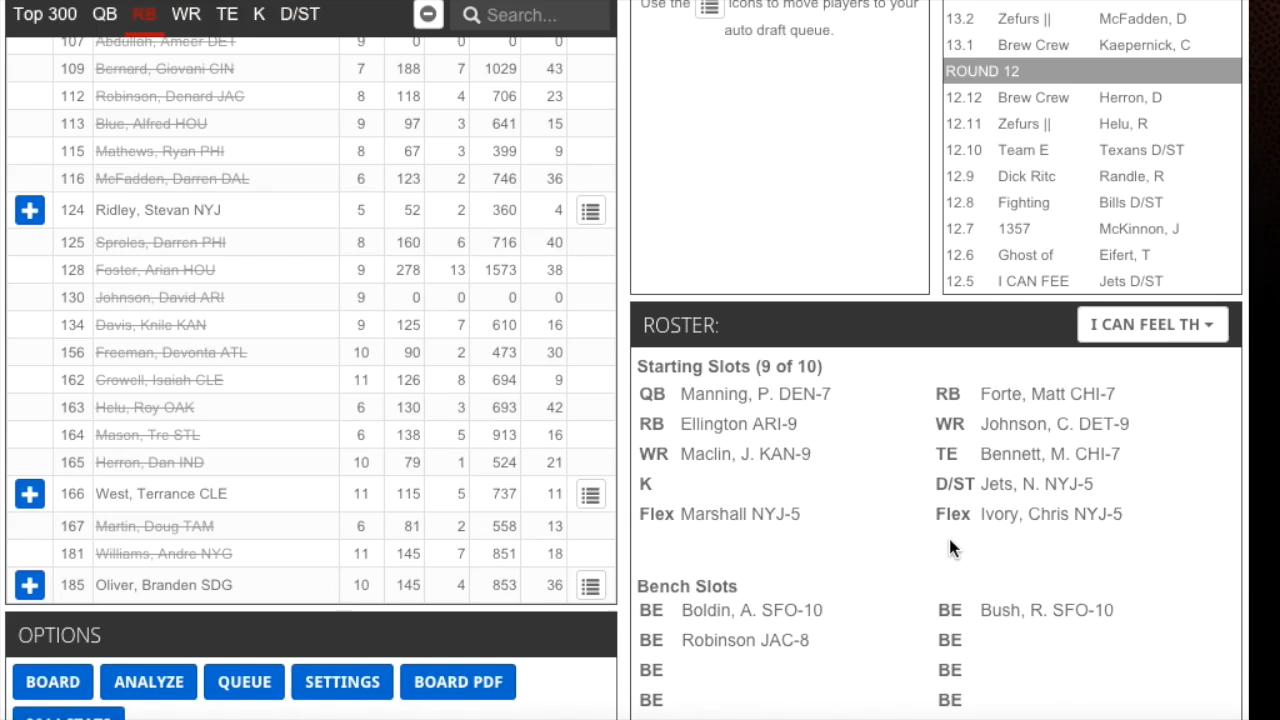 Top 300 QB RB WR TE K D/ST Search...
107 Abdullah, Ameer DET 9 0 0 0 0
109 Bernard, Giovani CIN 7 188 7 1029 43
112 Robinson, Denard JAC 8 118 4 706 23
113 Blue, Alfred HOU 9 97 3 641 15
115 Mathews, Ryan PHI 8 67 3 399 9
116 McFadden, Darren DAL 6 123 2 746 36
124 Ridley, Stevan NYJ 5 52 2 360 4
125 Sproles, Darren PHI 8 160 6 716 40
128 Foster, Arian HOU 9 278 13 1573 38
130 Johnson, David ARI 9 0 0 0 0
134 Davis, Knile KAN 9 125 7 610 16
156 Freeman, Devonta ATL 10 90 2 473 30
162 Crowell, Isaiah CLE 11 126 8 694 9
163 Helu, Roy OAK 6 130 3 693 42
164 Mason, Tre STL 6 138 5 913 16
165 Herron, Dan IND 10 79 1 524 21
166 West, Terrance CLE 11 115 5 737 11
167 Martin, Doug TAM 6 81 2 558 13
181 Williams, Andre NYG 11 145 7 851 18
185 Oliver, Branden SDG 10 145 4 853 36
OPTIONS
BOARD ANALYZE QUEUE SETTINGS BOARD PDF
Use the icons to move players to your
auto draft queue.
13.2 Zefurs || McFadden, D
13.1 Brew Crew Kaepernick, C
ROUND 12
12.12 Brew Crew Herron, D
12.11 Zefurs || Helu, R
12.10 Team E Texans D/ST
12.9 Dick Ritc Randle, R
12.8 Fighting Bills D/ST
12.7 1357 McKinnon, J
12.6 Ghost of Eifert, T
12.5 I CAN FEE Jets D/ST
ROSTER: I CAN FEEL TH
Starting Slots (9 of 10)
QB Manning, P. DEN-7 RB Forte, Matt CHI-7
RB Ellington ARI-9 WR Johnson, C. DET-9
WR Maclin, J. KAN-9 TE Bennett, M. CHI-7
K D/ST Jets, N. NYJ-5
Flex Marshall NYJ-5 Flex Ivory, Chris NYJ-5
Bench Slots
BE Boldin, A. SFO-10 BE Bush, R. SFO-10
BE Robinson JAC-8 BE
BE BE
BE BE